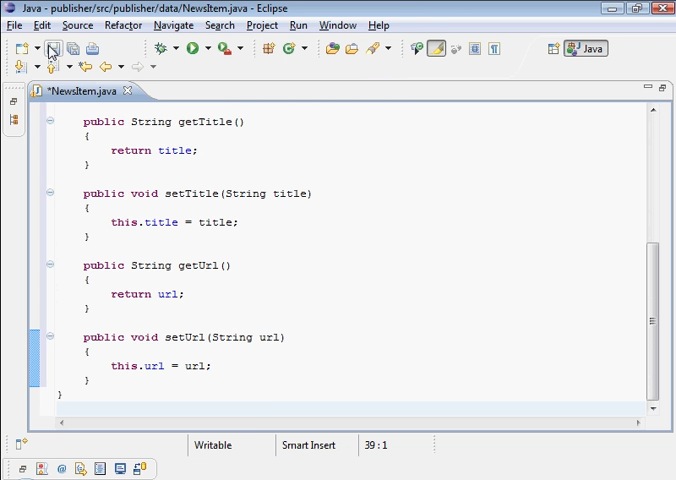 Java - publisher/src/publisher/data/NewsItem.java - Eclipse
File Edit Source Refactor Navigate Search Project Run Window Help
Java
*NewsItem.java
public String getTitle()
{
return title;
}
public void setTitle(String title)
{
this.title = title;
}
public String getUrl()
{
return url;
}
public void setUrl(String url)
{
this.url = url;
}
}
Writable Smart Insert 39 : 1